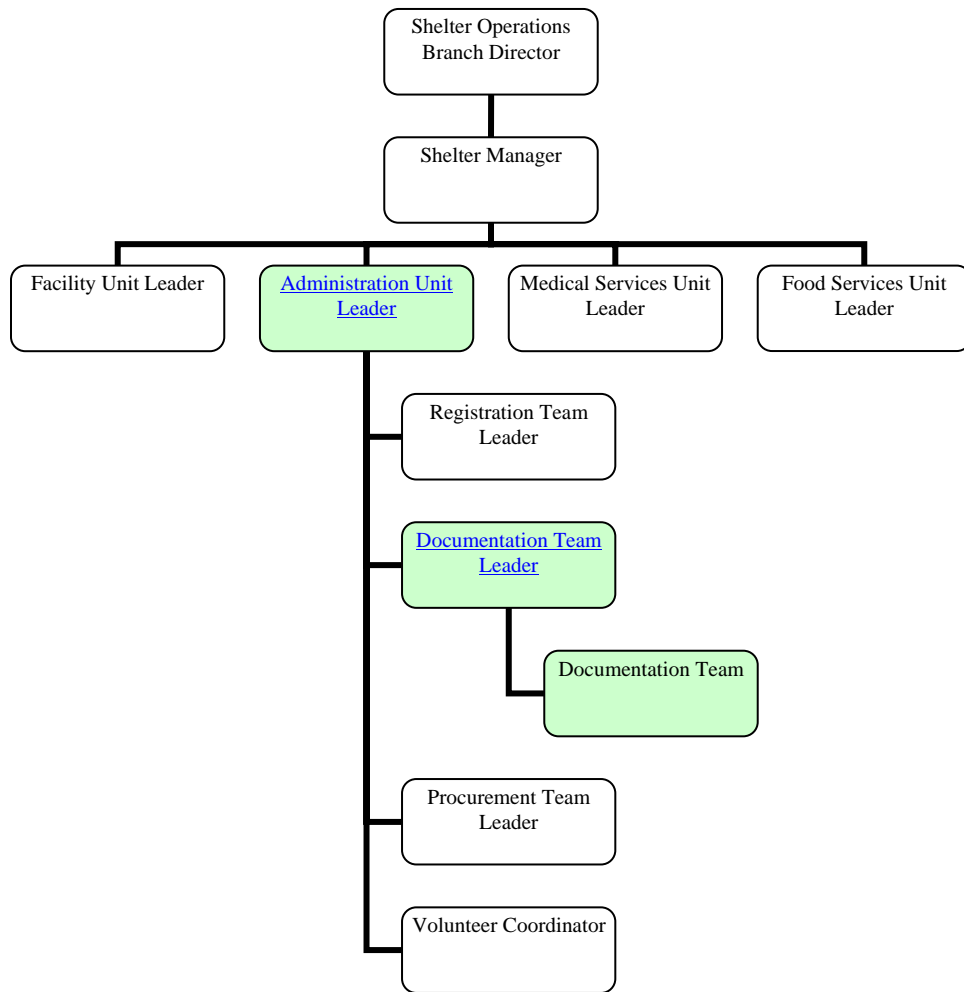 Shelter Operations
Branch Director
Shelter Manager
Facility Unit Leader
Administration Unit
Leader
Medical Services Unit
Leader
Food Services Unit
Leader
Registration Team
Leader
Documentation Team
Leader
Documentation Team
Procurement Team
Leader
Volunteer Coordinator